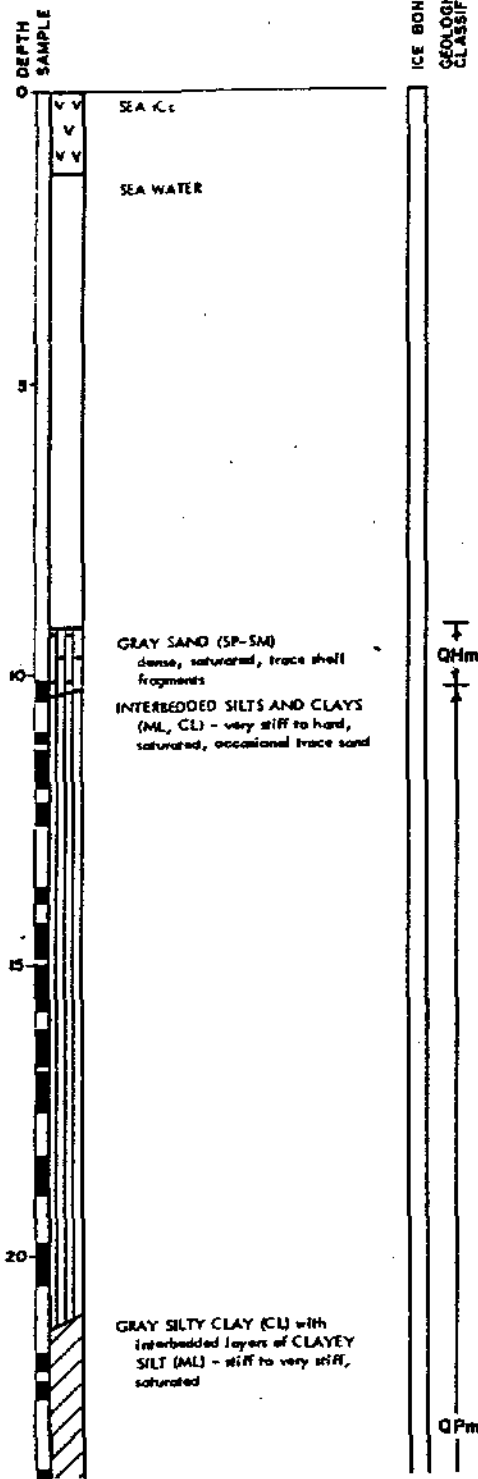 DEPTH
SAMPLE
ICE BON
GEOLOGI
CLASSIF
0
SEA ICE
SEA WATER
5
GRAY SAND (SP-SM)
dense, saturated, trace shell
fragments
QHm
10
INTERBEDDED SILTS AND CLAYS
(ML, CL) - very stiff to hard,
saturated, occasional trace sand
15
20
GRAY SILTY CLAY (CL) with
interbedded layers of CLAYEY
SILT (ML) - stiff to very stiff,
saturated
QPm